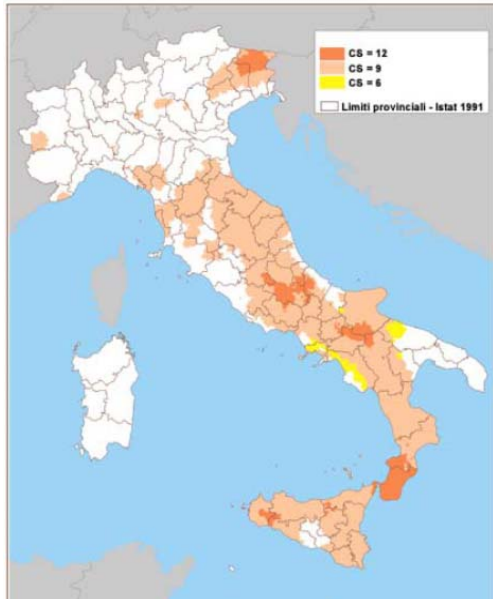 CS = 12
CS = 9
CS = 6
Limiti provinciali - Istat 1991